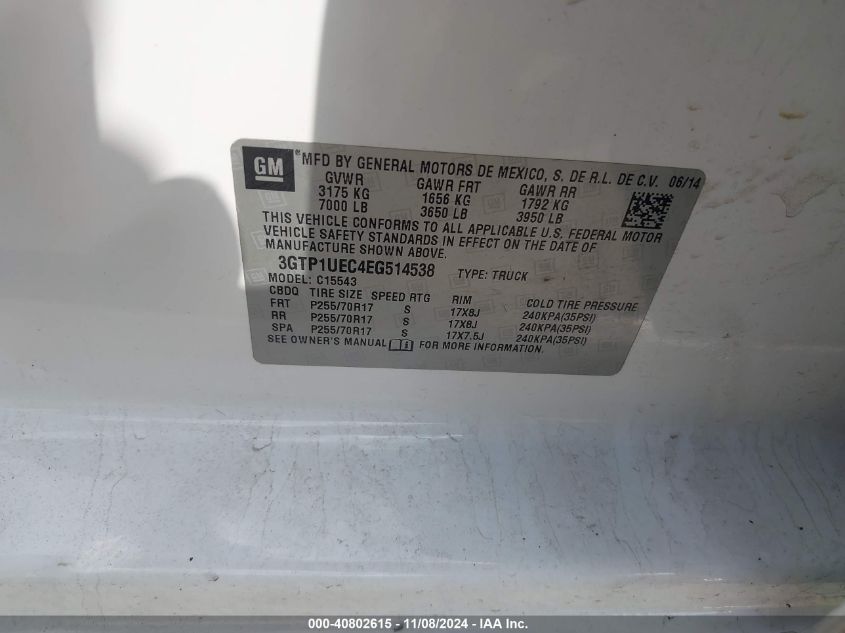 GM ® MFD BY GENERAL MOTORS DE MEXICO, S. DE R.L. DE C.V. 06/14
GVWR GAWR FRT GAWR RR
3175 KG 1656 KG 1792 KG
7000 LB 3650 LB 3950 LB
THIS VEHICLE CONFORMS TO ALL APPLICABLE U.S. FEDERAL MOTOR
VEHICLE SAFETY STANDARDS IN EFFECT ON THE DATE OF
MANUFACTURE SHOWN ABOVE.
3GTP1UEC4EG514538 TYPE: TRUCK
MODEL: C15543
CBDQ TIRE SIZE SPEED RTG RIM COLD TIRE PRESSURE
FRT P255/70R17 S 17X8J 240KPA(35PSI)
RR P255/70R17 S 17X8J 240KPA(35PSI)
SPA P255/70R17 S 17X7.5J 240KPA(35PSI)
SEE OWNER'S MANUAL FOR MORE INFORMATION.
000-40802615 - 11/08/2024 - IAA Inc.